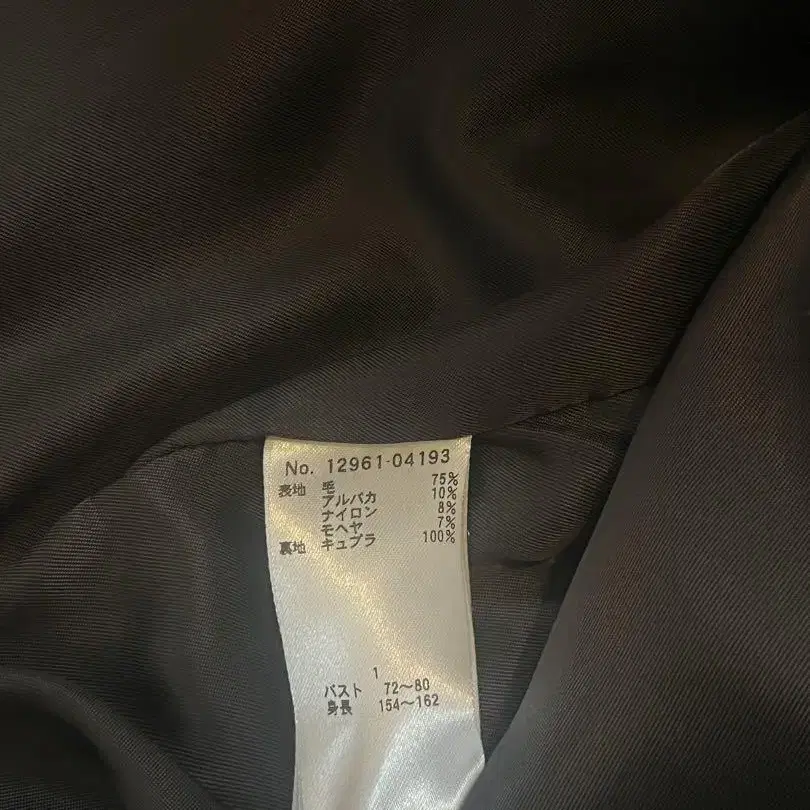 No. 12961-04193
表地 毛 75%
アルパカ 10%
ナイロン 8%
モヘヤ 7%
裏地 キュプラ 100%
1
バスト 72~80
身長 154~162